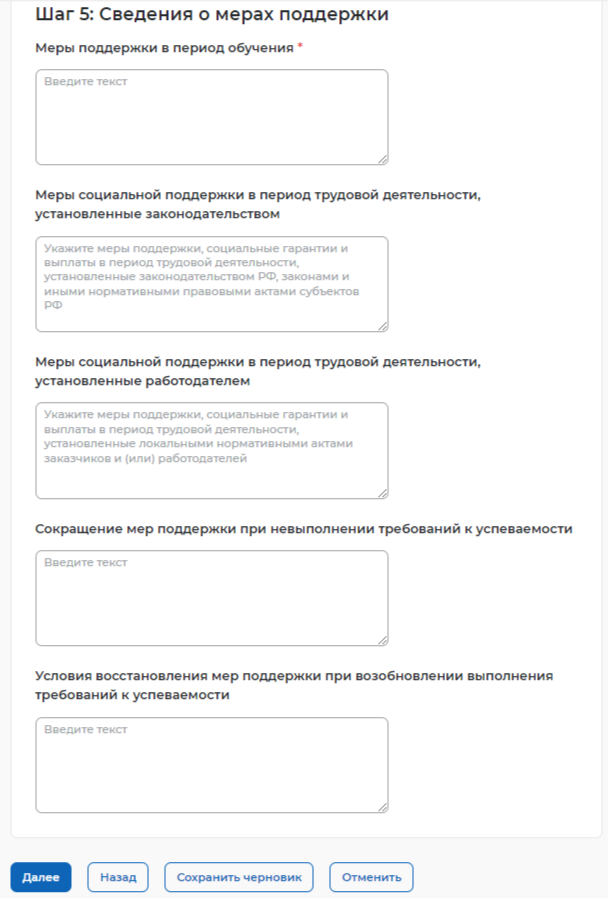 Шаг 5: Сведения о мерах поддержки
Меры поддержки в период обучения *
Введите текст
Меры социальной поддержки в период трудовой деятельности,
установленные законодательством
Укажите меры поддержки, социальные гарантии и
выплаты в период трудовой деятельности,
установленные законодательством РФ, законами и
иными нормативными правовыми актами субъектов
РФ
Меры социальной поддержки в период трудовой деятельности,
установленные работодателем
Укажите меры поддержки, социальные гарантии и
выплаты в период трудовой деятельности,
установленные локальными нормативными актами
заказчиков и (или) работодателей
Сокращение мер поддержки при невыполнении требований к успеваемости
Введите текст
Условия восстановления мер поддержки при возобновлении выполнения
требований к успеваемости
Введите текст
Далее Назад Сохранить черновик Отменить